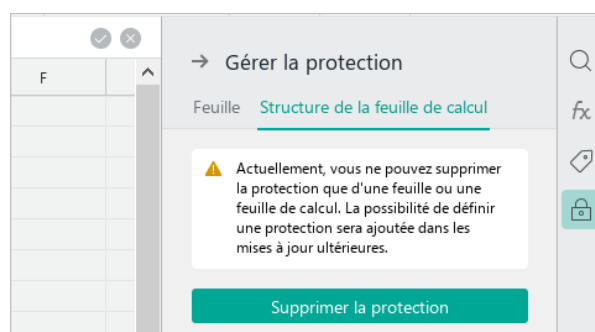 F
Gérer la protection
Feuille Structure de la feuille de calcul
Actuellement, vous ne pouvez supprimer
la protection que d'une feuille ou une
feuille de calcul. La possibilité de définir
une protection sera ajoutée dans les
mises à jour ultérieures.
Supprimer la protection
fx